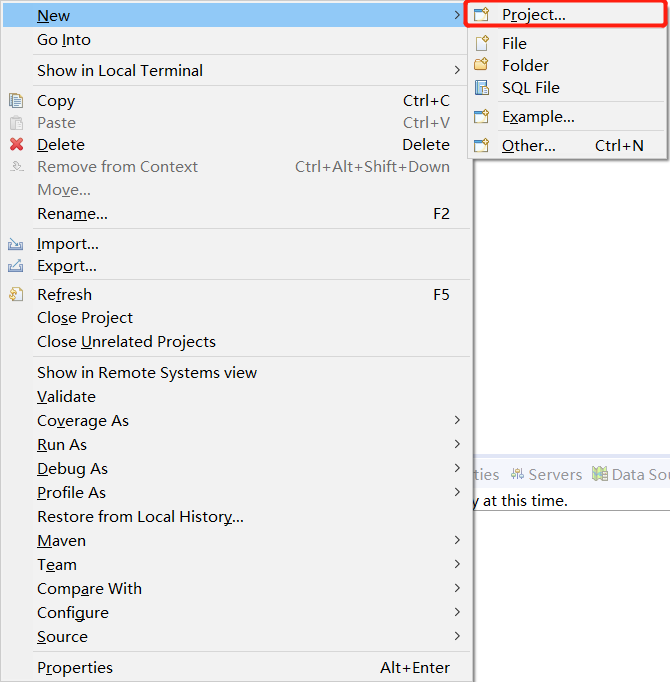 New
Go Into
Show in Local Terminal
Copy Ctrl+C
Paste Ctrl+V
Delete Delete
Remove from Context Ctrl+Alt+Shift+Down
Move...
Rename... F2
Import...
Export...
Refresh F5
Close Project
Close Unrelated Projects
Show in Remote Systems view
Validate
Coverage As
Run As
Debug As
Profile As
Restore from Local History...
Maven
Team
Compare With
Configure
Source
Properties Alt+Enter
Project...
File
Folder
SQL File
Example...
Other... Ctrl+N
ties Servers Data Sou
y at this time.